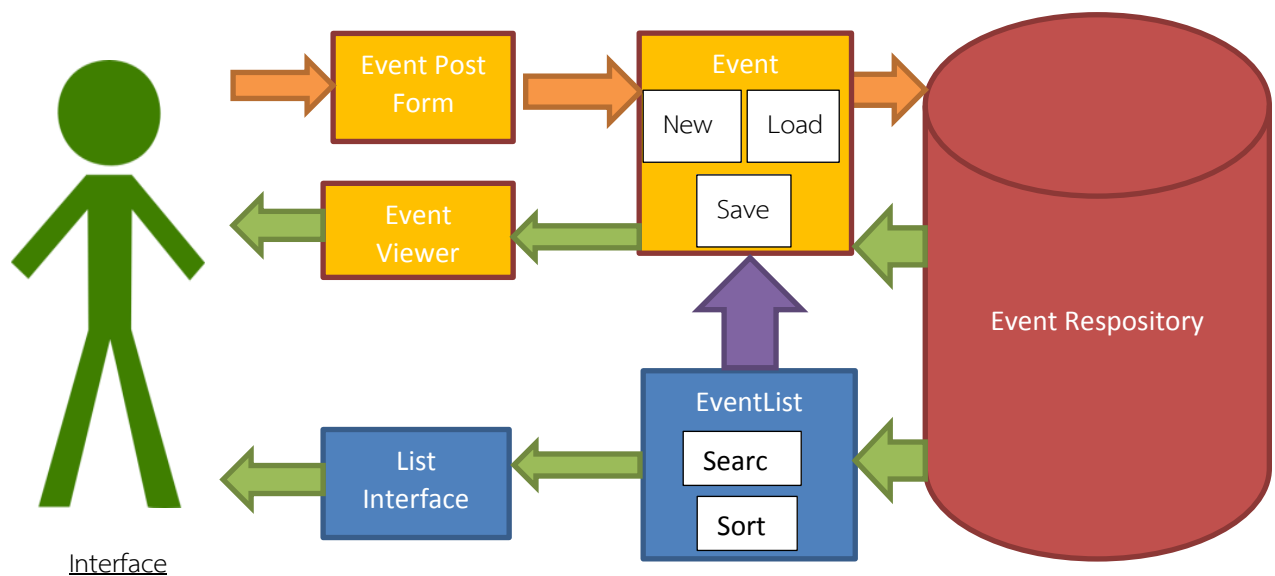 Event Post
Form
Event
New
Load
Save
Event
Viewer
Event Respository
EventList
Searc
Sort
List
Interface
Interface